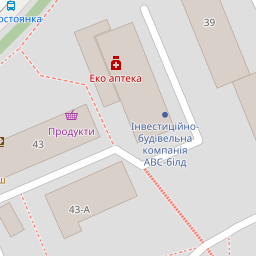 остоянка
39
Еко аптека
Продукти
43
Інвестиційно-
будівельна
компанія
АВС-білд
ш
43-А